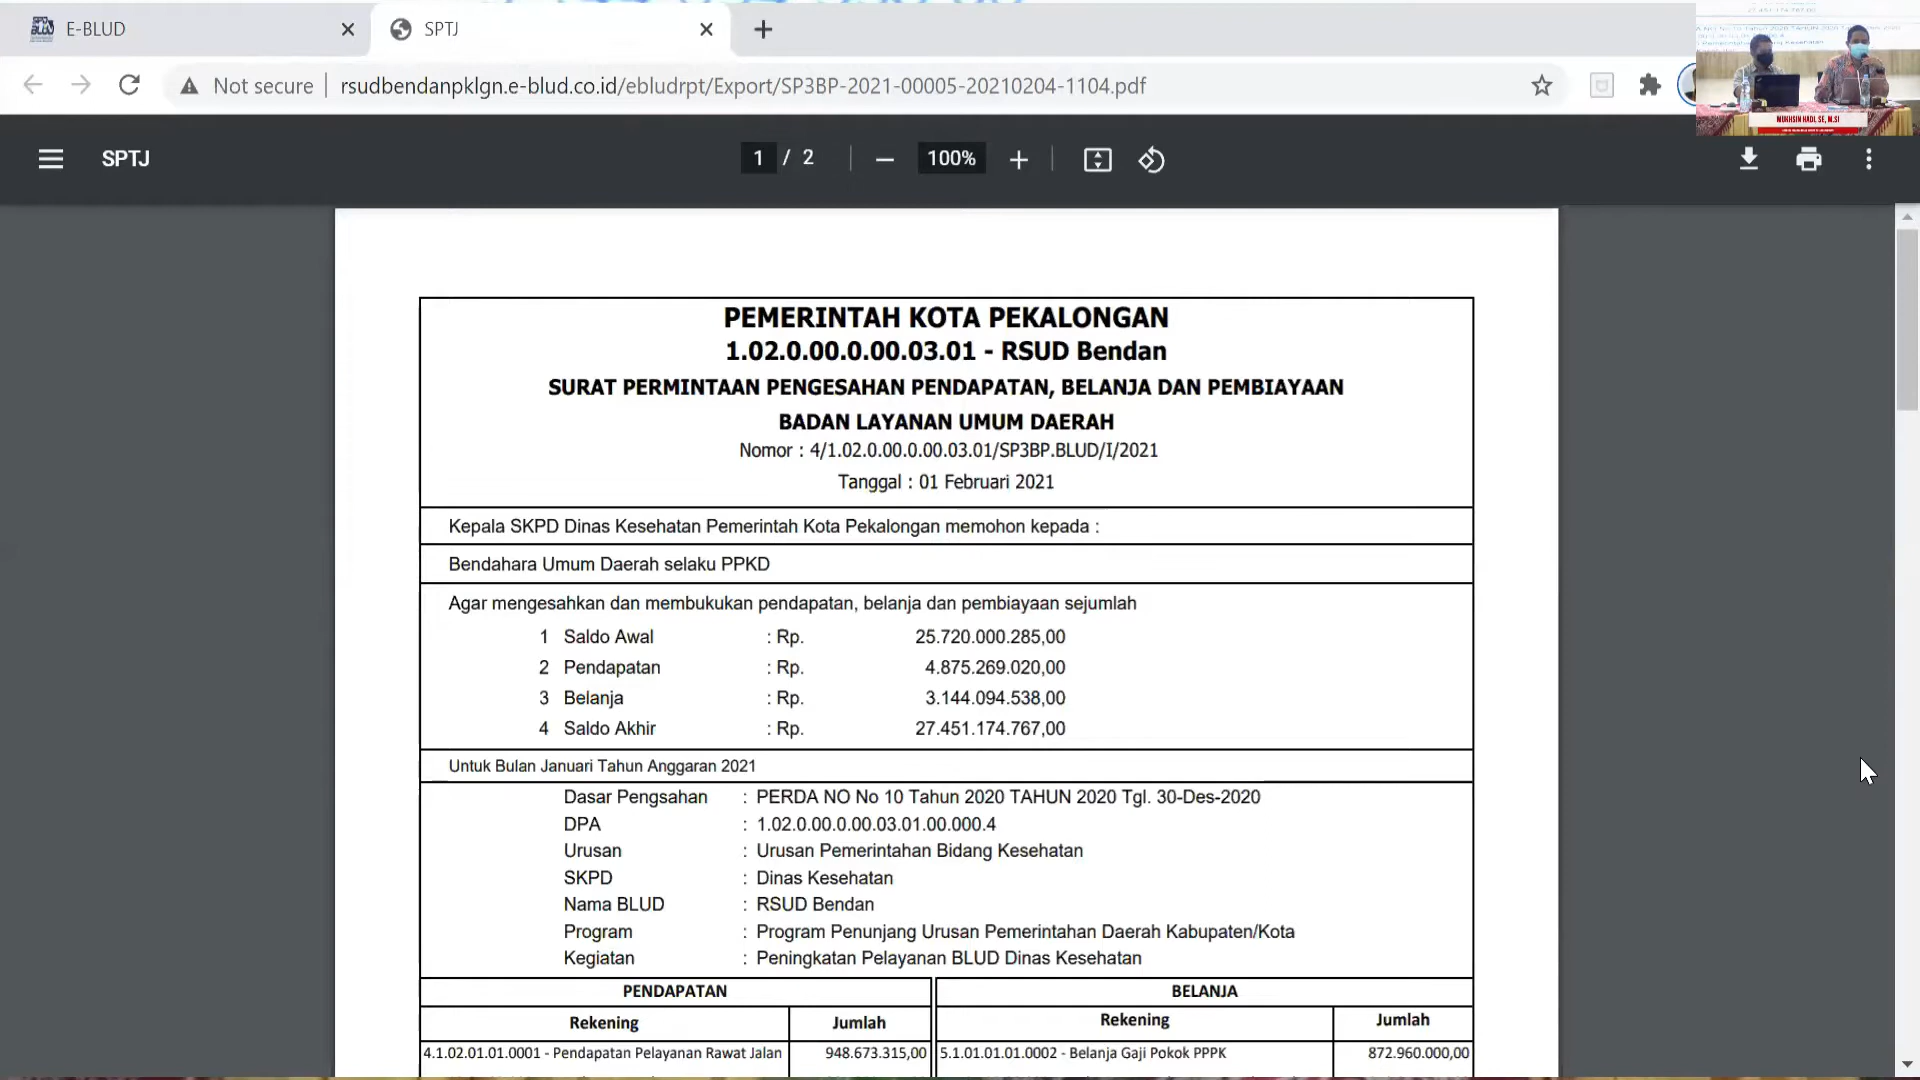 E-BLUD
SPTJ
Not secure
rsudbendanpklgn.e-blud.co.id/ebludrpt/Export/SP3BP-2021-00005-20210204-1104.pdf
MUKHSIN HADI, SE, M.SI
SPTJ
1 / 2
100%
PEMERINTAH KOTA PEKALONGAN
1.02.0.00.0.00.03.01 - RSUD Bendan
SURAT PERMINTAAN PENGESAHAN PENDAPATAN, BELANJA DAN PEMBIAYAAN
BADAN LAYANAN UMUM DAERAH
Nomor : 4/1.02.0.00.0.00.03.01/SP3BP.BLUD/I/2021
Tanggal : 01 Februari 2021
Kepala SKPD Dinas Kesehatan Pemerintah Kota Pekalongan memohon kepada :
Bendahara Umum Daerah selaku PPKD
Agar mengesahkan dan membukukan pendapatan, belanja dan pembiayaan sejumlah
1 Saldo Awal : Rp. 25.720.000.285,00
2 Pendapatan : Rp. 4.875.269.020,00
3 Belanja : Rp. 3.144.094.538,00
4 Saldo Akhir : Rp. 27.451.174.767,00
Untuk Bulan Januari Tahun Anggaran 2021
Dasar Pengsahan : PERDA NO No 10 Tahun 2020 TAHUN 2020 Tgl. 30-Des-2020
DPA : 1.02.0.00.0.00.03.01.00.000.4
Urusan : Urusan Pemerintahan Bidang Kesehatan
SKPD : Dinas Kesehatan
Nama BLUD : RSUD Bendan
Program : Program Penunjang Urusan Pemerintahan Daerah Kabupaten/Kota
Kegiatan : Peningkatan Pelayanan BLUD Dinas Kesehatan
PENDAPATAN BELANJA
Rekening Jumlah Rekening Jumlah
4.1.02.01.01.0001 - Pendapatan Pelayanan Rawat Jalan 948.673.315,00 5.1.01.01.01.0002 - Belanja Gaji Pokok PPPK 872.960.000,00